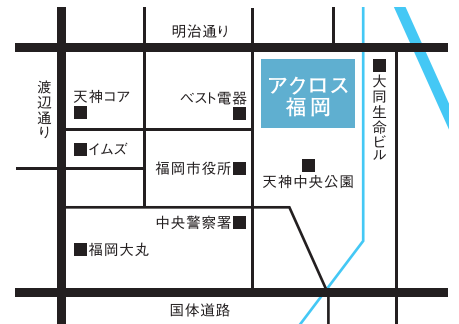 明治通り
渡辺通り
天神コア
ベスト電器
アクロス
福岡
大同生命ビル
イムズ
福岡市役所
天神中央公園
中央警察署
福岡大丸
国体道路